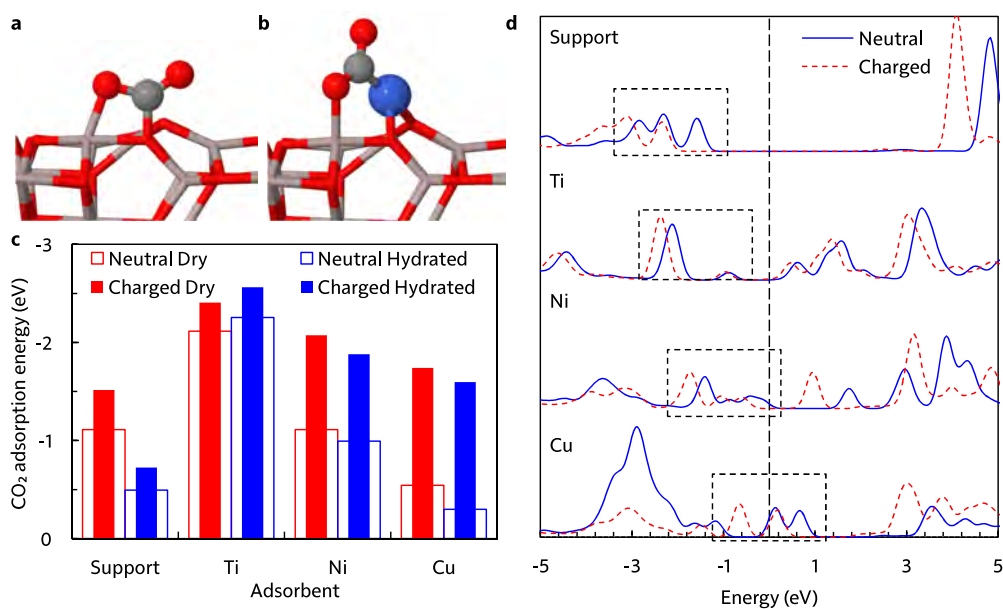 a
b
c
-3
-2
-1
0
CO₂ adsorption energy (eV)
Neutral Dry
Neutral Hydrated
Charged Dry
Charged Hydrated
Support
Ti
Ni
Cu
Adsorbent
d
Support
Neutral
Charged
Ti
Ni
Cu
-5
-3
-1
1
3
5
Energy (eV)